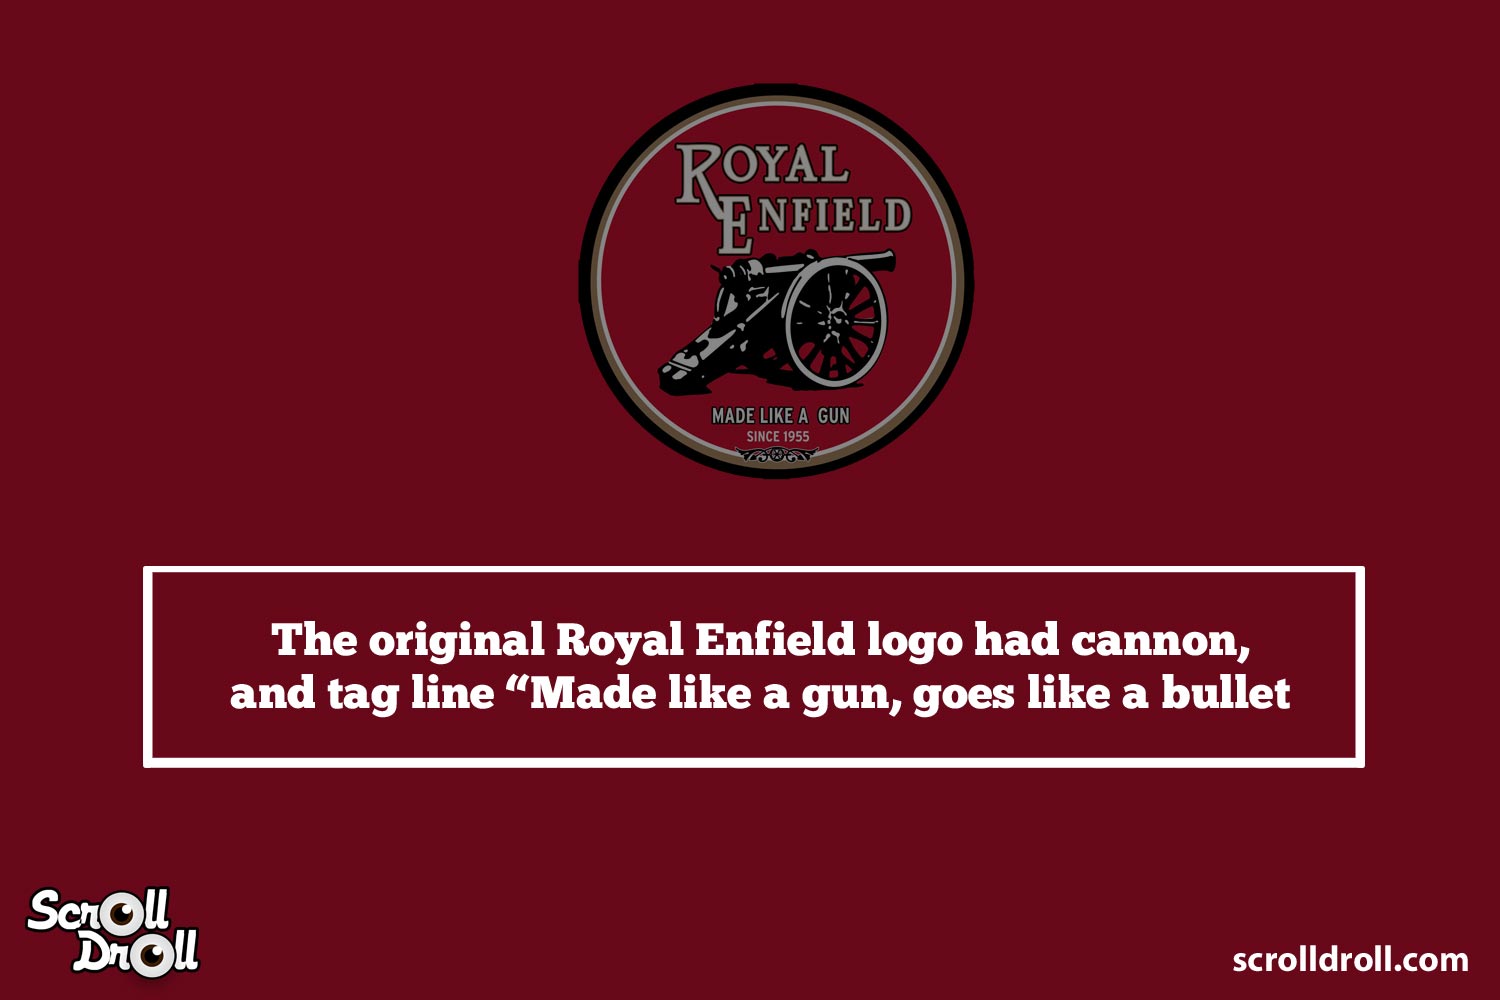 ROYAL
ENFIELD
MADE LIKE A GUN
SINCE 1955
The original Royal Enfield logo had cannon,
and tag line “Made like a gun, goes like a bullet
Scroll
Droll
scrolldroll.com